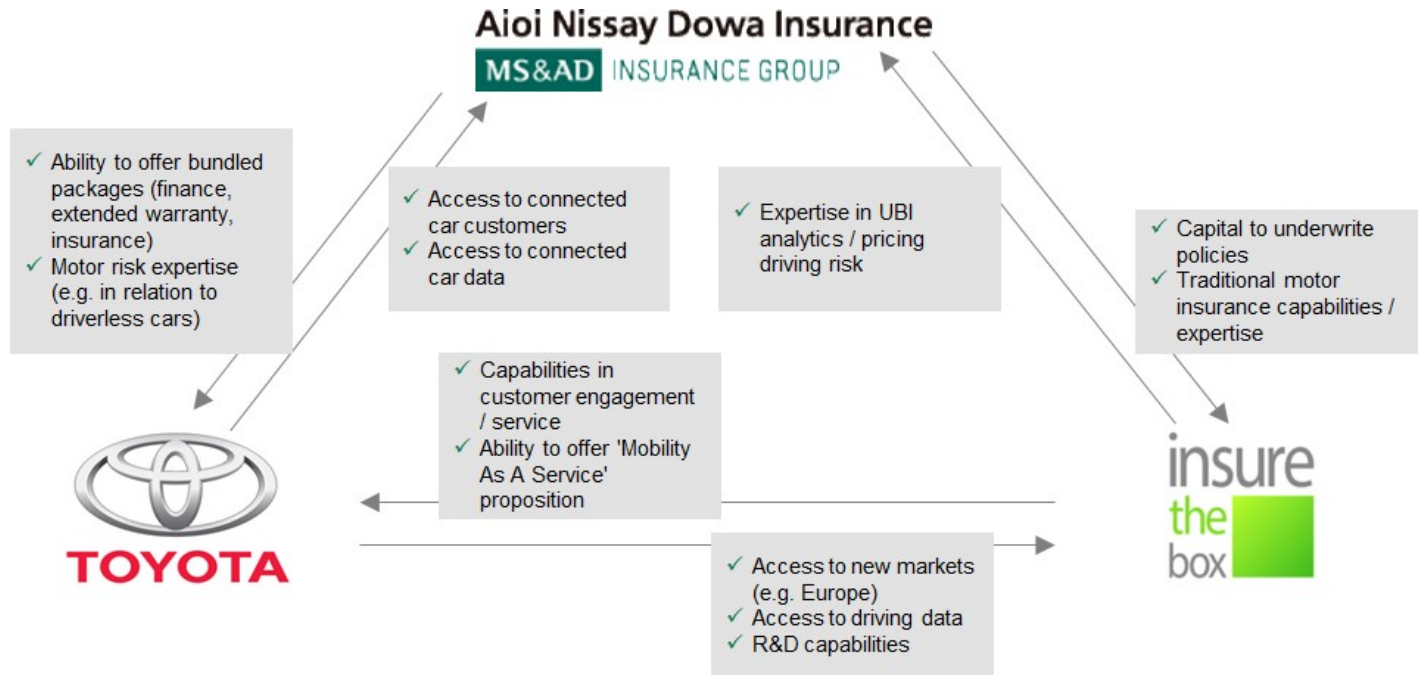 Aioi Nissay Dowa Insurance
MS&AD INSURANCE GROUP
✓ Ability to offer bundled
packages (finance,
extended warranty,
insurance)
✓ Motor risk expertise
(e.g. in relation to
driverless cars)
✓ Access to connected
car customers
✓ Access to connected
car data
✓ Expertise in UBI
analytics / pricing
driving risk
✓ Capital to underwrite
policies
✓ Traditional motor
insurance capabilities /
expertise
✓ Capabilities in
customer engagement
/ service
✓ Ability to offer 'Mobility
As A Service'
proposition
TOYOTA
insure
the
box
✓ Access to new markets
(e.g. Europe)
✓ Access to driving data
✓ R&D capabilities